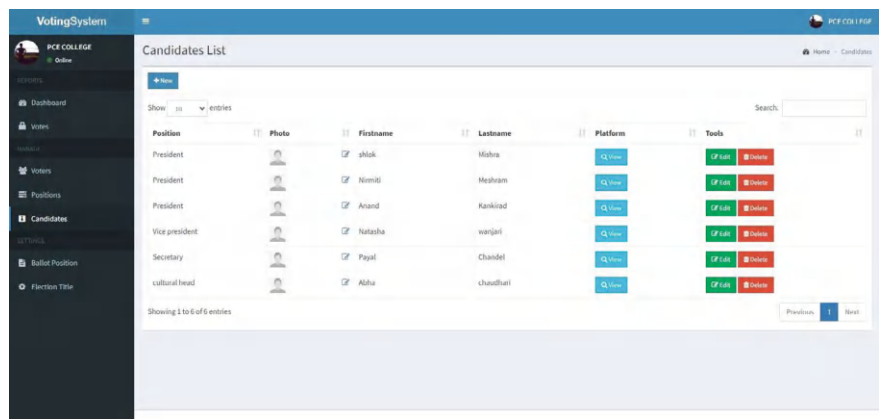 VotingSystem
PCE COLLEGE
PCE COLLEGE
Online
Candidates List
Home Candidates
REPORTS
+New
Dashboard
Show entries
Search:
Votes
Position Photo Firstname Lastname Platform Tools
MANAGE
President shlok Mishra View Edit Delete
Voters
President Nirmiti Meshram View Edit Delete
Positions
President Anand Kankirad View Edit Delete
Candidates
Vice president Natasha wanjari View Edit Delete
SETTINGS
Secretary Payal Chandel View Edit Delete
Ballot Position
cultural head Abha chaudhari View Edit Delete
Election Title
Showing 1 to 6 of 6 entries
Previous 1 Next